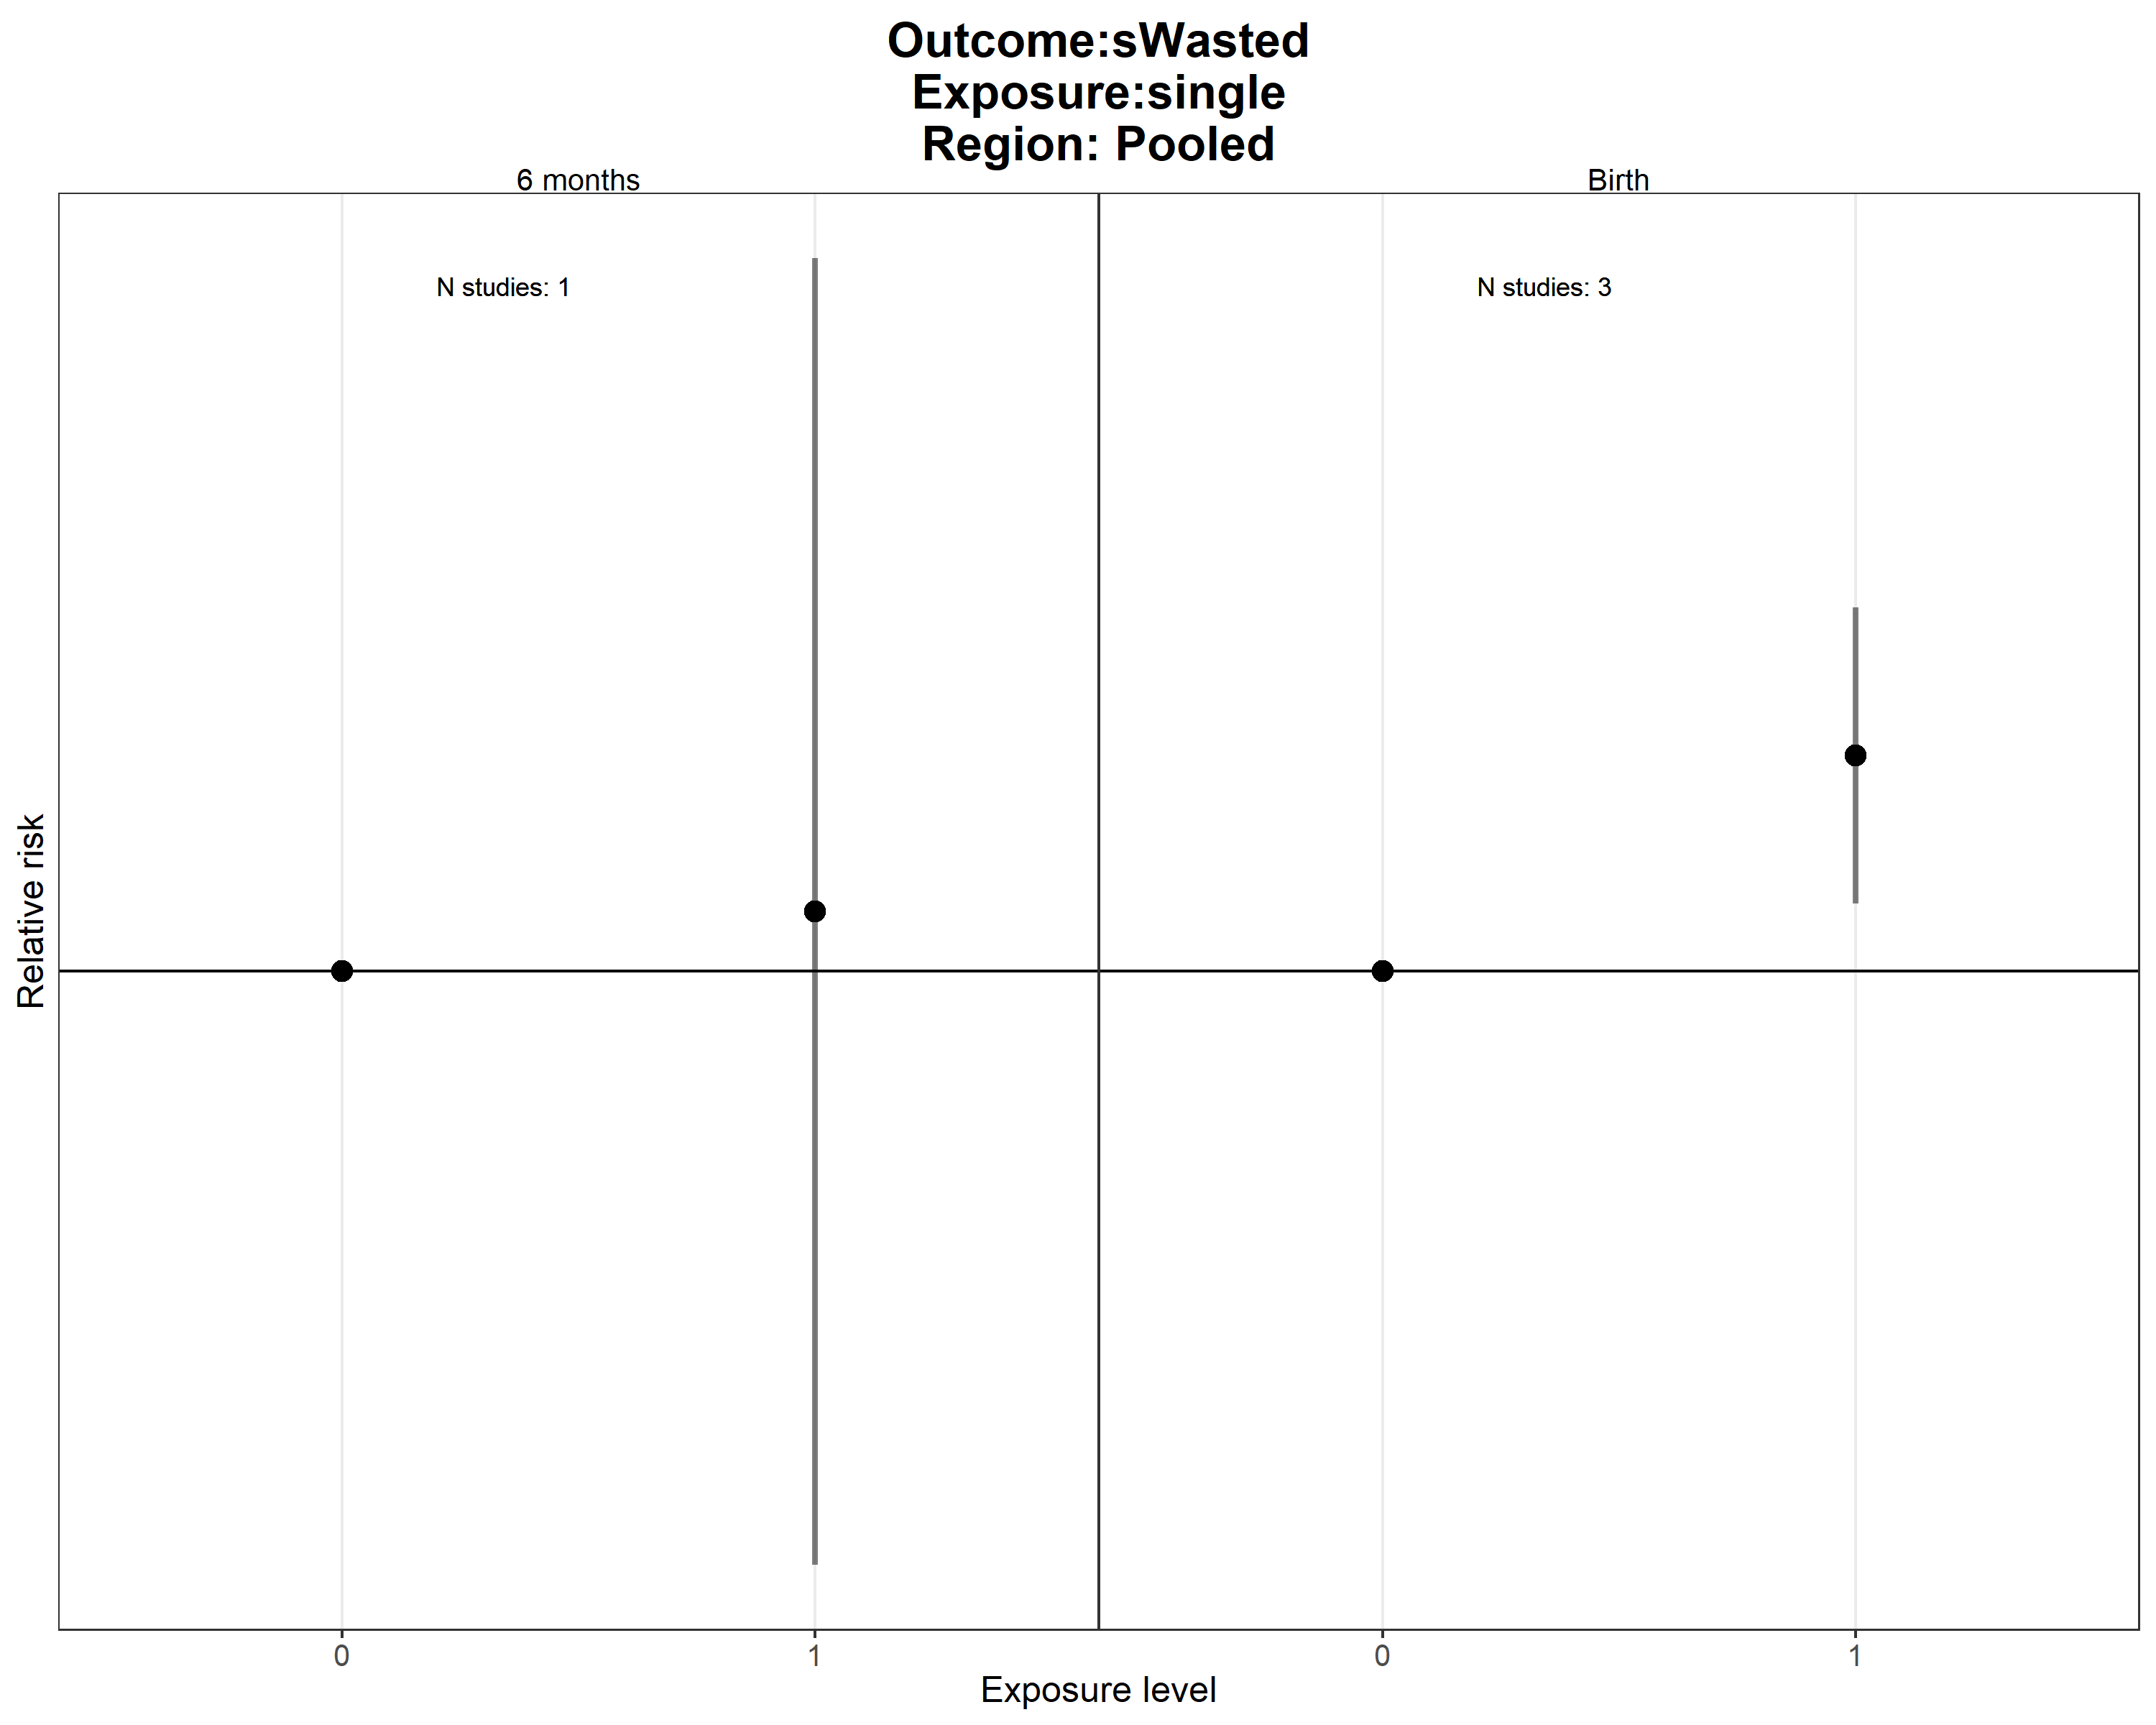 Outcome:sWasted
Exposure:single
Region: Pooled
6 months
Birth
N studies: 1
N studies: 3
Relative risk
0
1
0
1
Exposure level